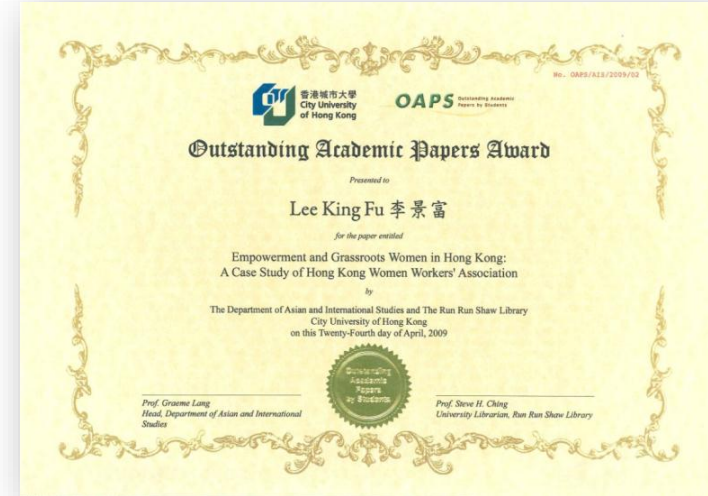 No. OAPS/AIS/2009/02
香港城市大學
City University
of Hong Kong
OAPS Outstanding Academic
Papers by Students
Outstanding Academic Papers Award
Presented to
Lee King Fu 李景富
for the paper entitled
Empowerment and Grassroots Women in Hong Kong:
A Case Study of Hong Kong Women Workers' Association
by
The Department of Asian and International Studies and The Run Run Shaw Library
City University of Hong Kong
on this Twenty-Fourth day of April, 2009
Outstanding
Academic
Papers
by Students
Prof. Graeme Lang
Head, Department of Asian and International
Studies
Prof. Steve H. Ching
University Librarian, Run Run Shaw Library